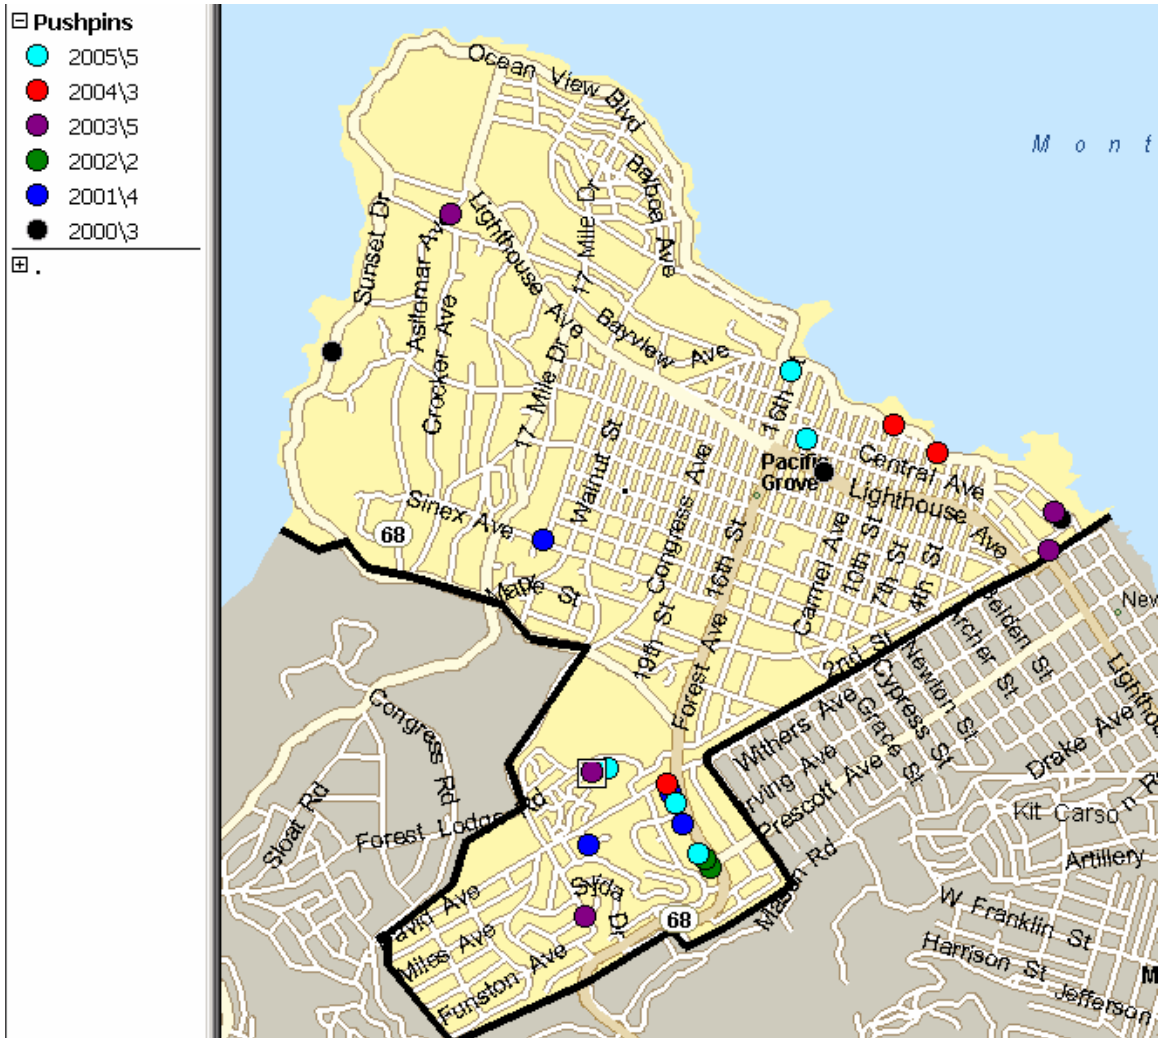 Pushpins
2005\5
2004\3
2003\5
2002\2
2001\4
2000\3
.
Ocean View Blvd
M o n t
Balboa Ave
17 Mile Dr
Sunset Dr
Asilomar Ave
Lighthouse Ave
Crocker Ave
Bayview Ave
17 Mile Dr
16th
Walnut St
Congress Ave
Pacific
Grove
Central Ave
Lighthouse Ave
Sinex Ave
68
16th St
Carmel Ave
10th St
7th St
4th St
Maple St
19th St
Forest Ave
2nd St
Archer St
Belden St
New
Newton St
Cypress St
Grace St
Withers Ave
Irving Ave
Prescott Ave
Drake Ave
Congress Rd
Sloat Rd
Forest Lodge Rd
Kit Carson R
Artillery
Mason Rd
W Franklin St
Harrison St
Jefferson
M
68
David Ave
Miles Ave
Funston Ave
Dr